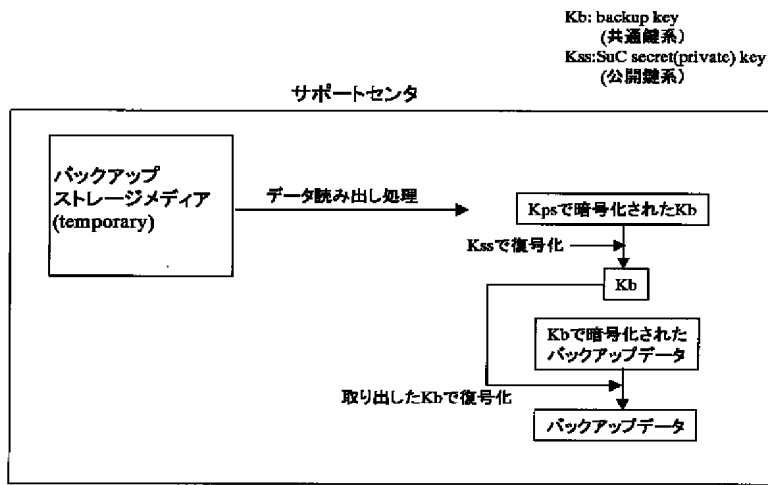 Kb: backup key
(共通鍵系)
Kss:SuC secret(private) key
(公開鍵系)
サポートセンタ
バックアップ
ストレージメディア
(temporary)
データ読み出し処理
Kpsで暗号化されたKb
Kssで復号化
Kb
Kbで暗号化された
バックアップデータ
取り出したKbで復号化
バックアップデータ